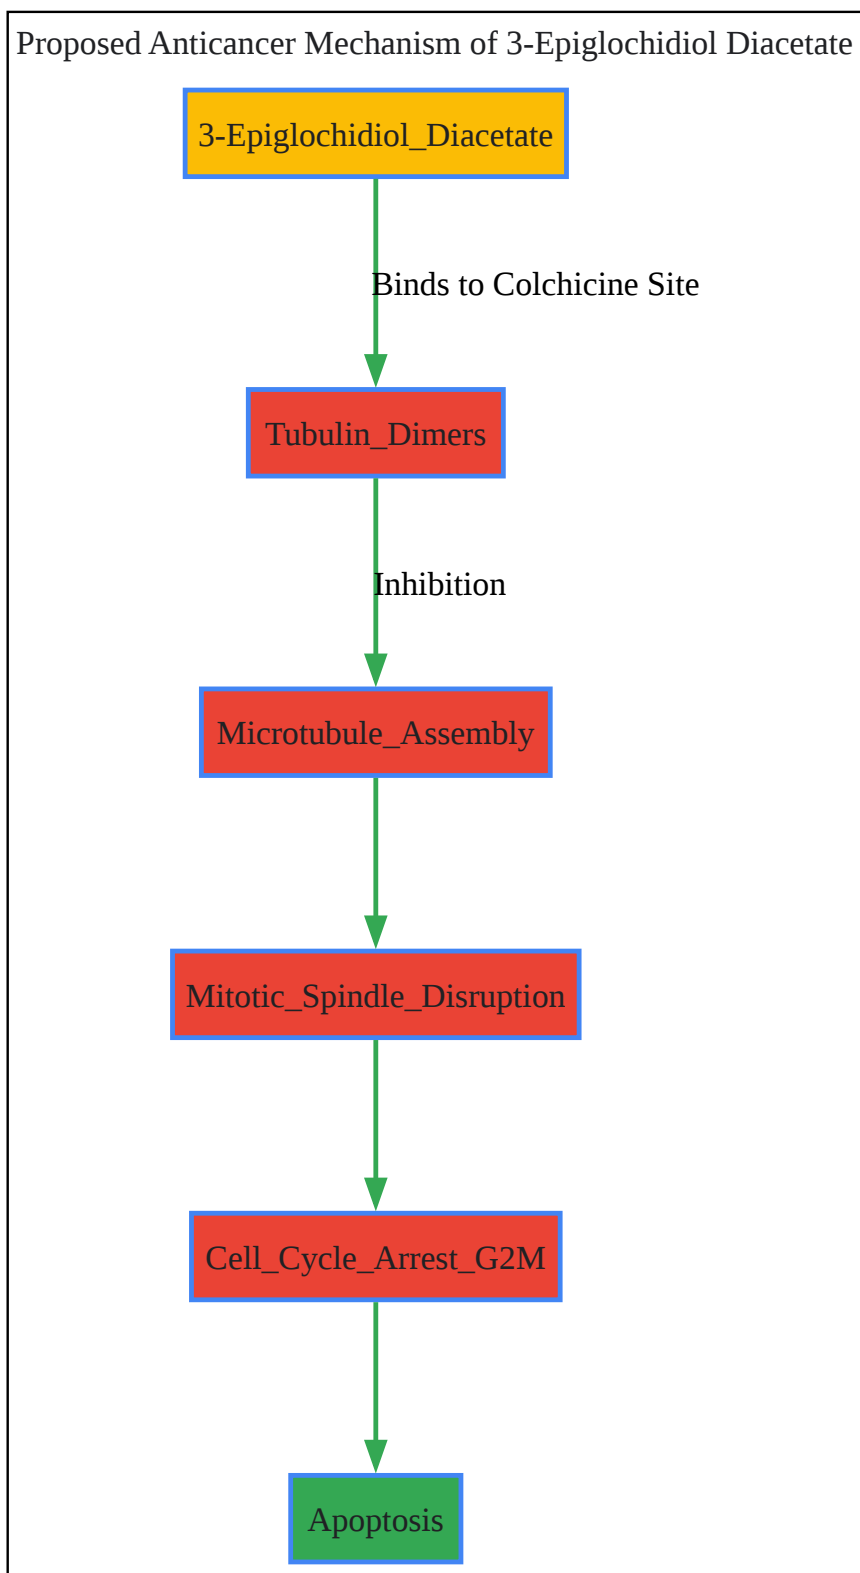 Proposed Anticancer Mechanism of 3-Epiglochidiol Diacetate
3-Epiglochidiol_Diacetate
Binds to Colchicine Site
Tubulin_Dimers
Inhibition
Microtubule_Assembly
Mitotic_Spindle_Disruption
Cell_Cycle_Arrest_G2M
Apoptosis